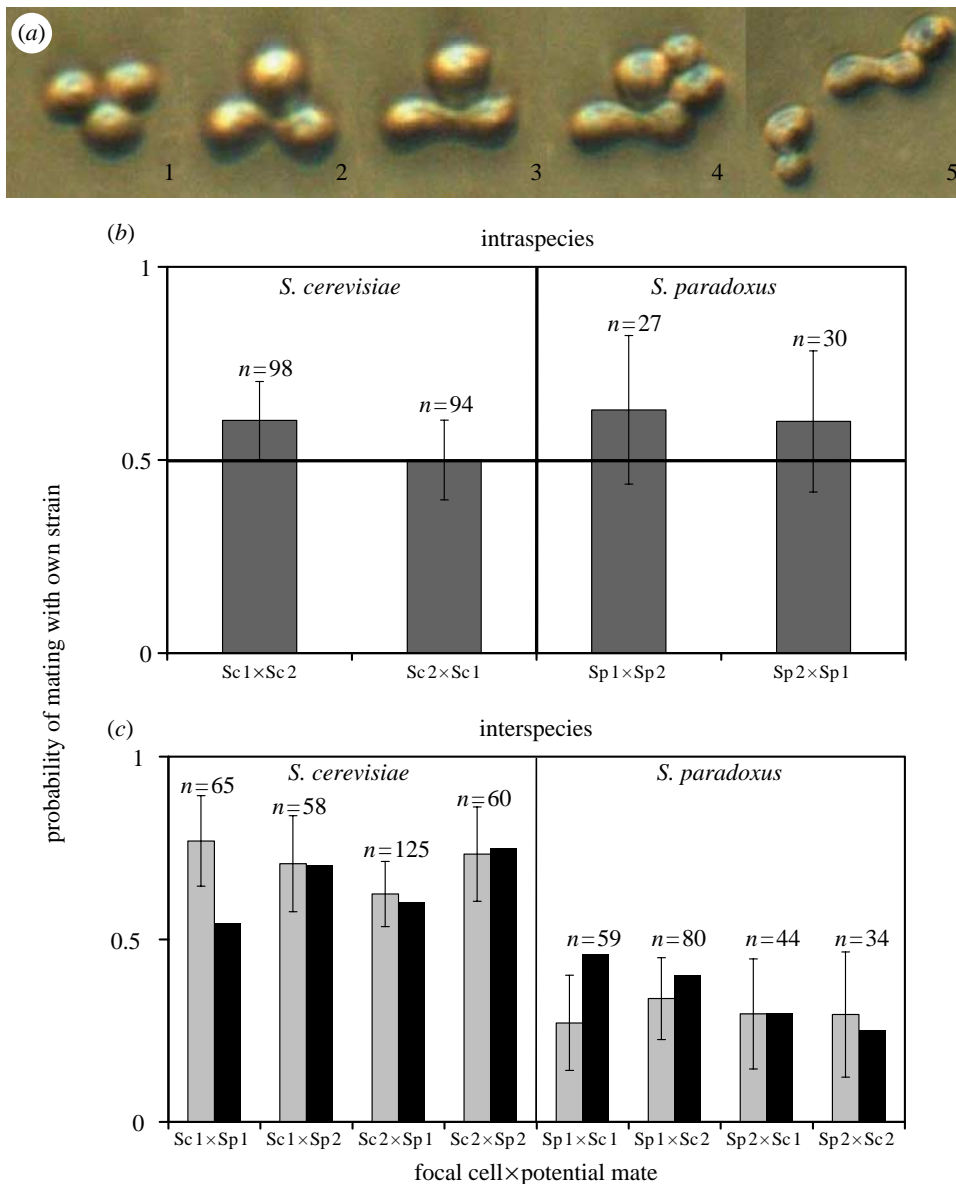 (a)
1 2 3 4 5
(b)
intraspecies
S. cerevisiae S. paradoxus
1
n=98
n=94
n=27
n=30
0.5
0
Sc1×Sc2 Sc2×Sc1 Sp1×Sp2 Sp2×Sp1
probability of mating with own strain
(c)
interspecies
S. cerevisiae S. paradoxus
1
n=65
n=58
n=125
n=60
n=59 n=80 n=44 n=34
0.5
0
Sc1×Sp1 Sc1×Sp2 Sc2×Sp1 Sc2×Sp2 Sp1×Sc1 Sp1×Sc2 Sp2×Sc1 Sp2×Sc2
focal cell×potential mate